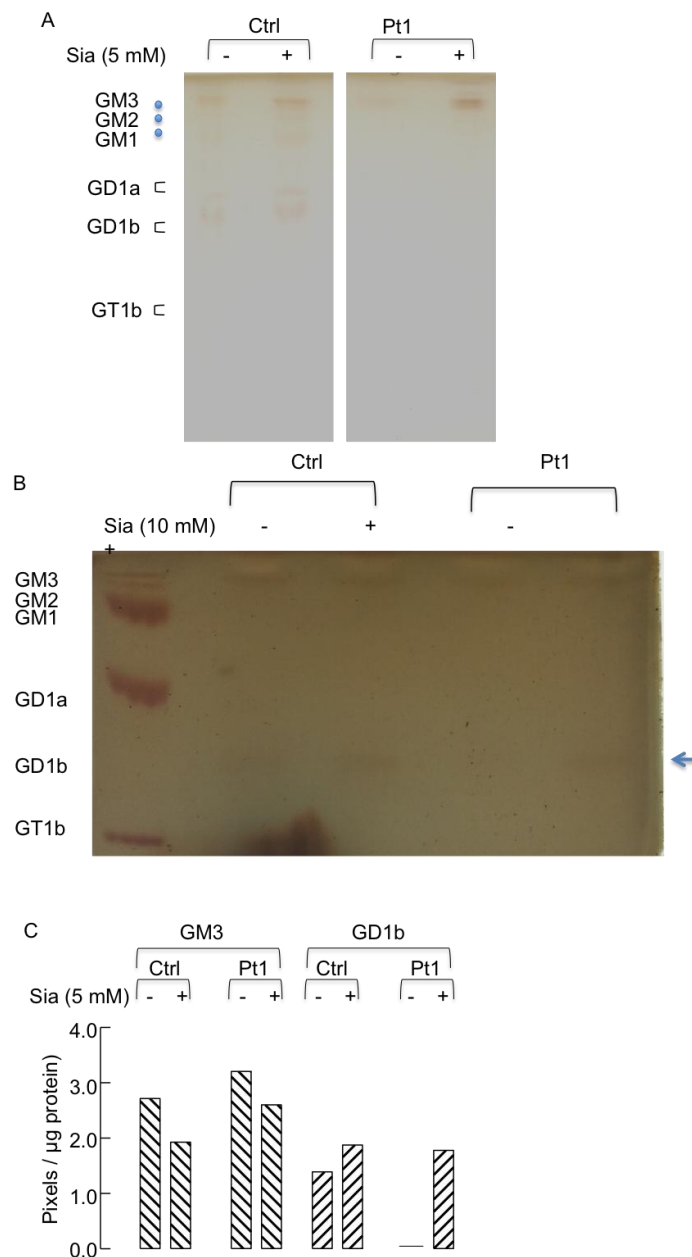 A
Ctrl Pt1
Sia (5 mM) - + - +
GM3
GM2
GM1
GD1a
GD1b
GT1b
B
Ctrl Pt1
Sia (10 mM) - + -
+
GM3
GM2
GM1
GD1a
GD1b
GT1b
C
GM3 GD1b
Ctrl Pt1 Ctrl Pt1
Sia (5 mM) - + - + - + - +
Pixels / µg protein)
4.0
3.0
2.0
1.0
0.0